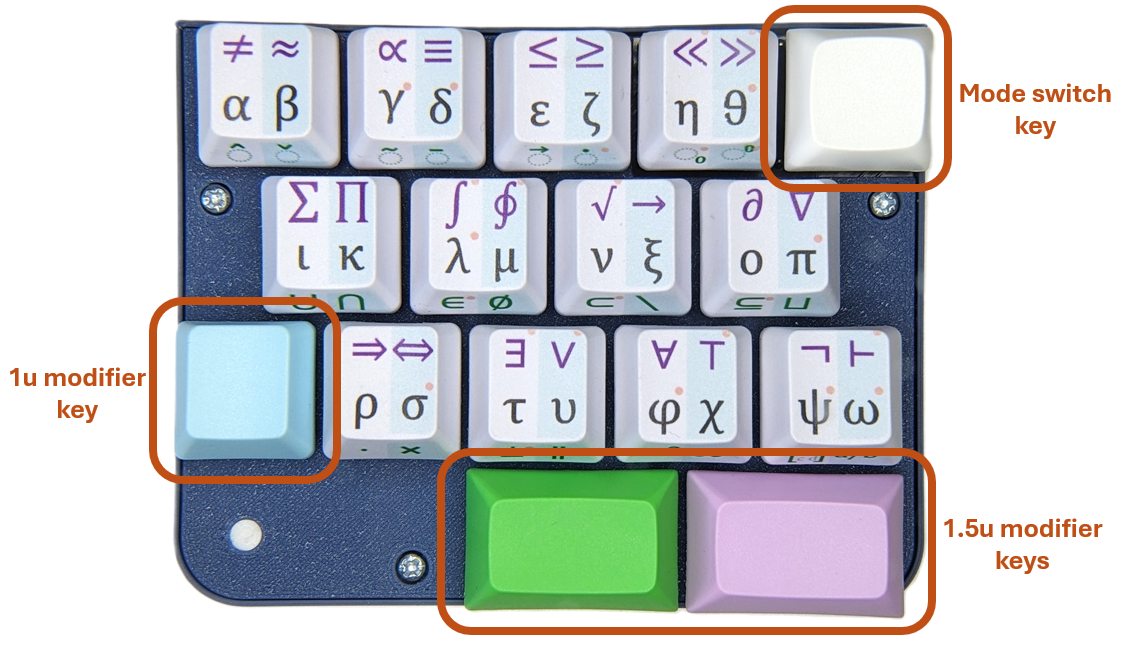 ≠ ≈ ∝ ≡ ≤ ≥ ≪ ≫
α β γ δ ε ζ η ϑ
Mode switch
key
∑ ∏ ∫ ∮ √ → ∂ ∇
ι κ λ μ ν ξ ο π
∪ ∩ ∈ ∅ ⊂ \ ⊆ ⊔
1u modifier
key
⇒ ⇔ ∃ ∨ ∀ ⊤ ¬ ⊢
ρ σ τ υ φ χ ψ ω
· ×
1.5u modifier
keys